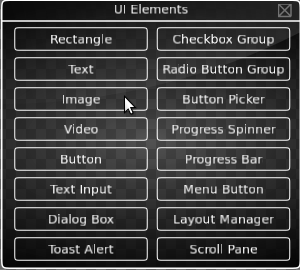 UI Elements
Rectangle
Checkbox Group
Text
Radio Button Group
Image
Button Picker
Video
Progress Spinner
Button
Progress Bar
Text Input
Menu Button
Dialog Box
Layout Manager
Toast Alert
Scroll Pane